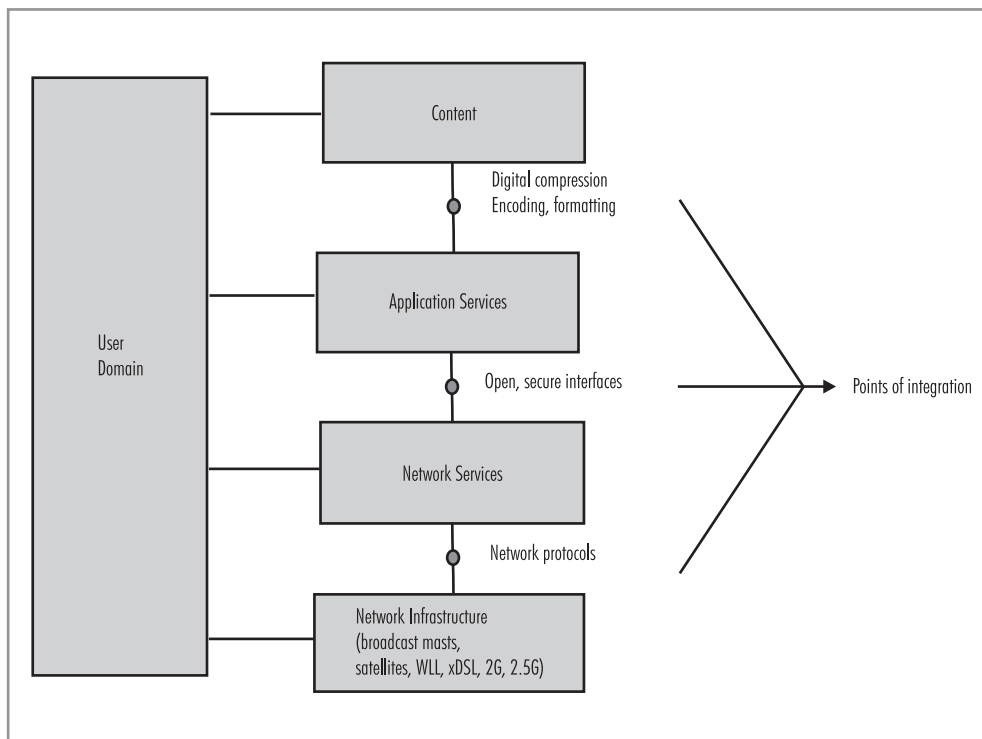 Content
Digital compression
Encoding, formatting
Application Services
User
Domain
Open, secure interfaces
Points of integration
Network Services
Network protocols
Network Infrastructure
(broadcast masts,
satellites, WLL, xDSL, 2G, 2.5G)